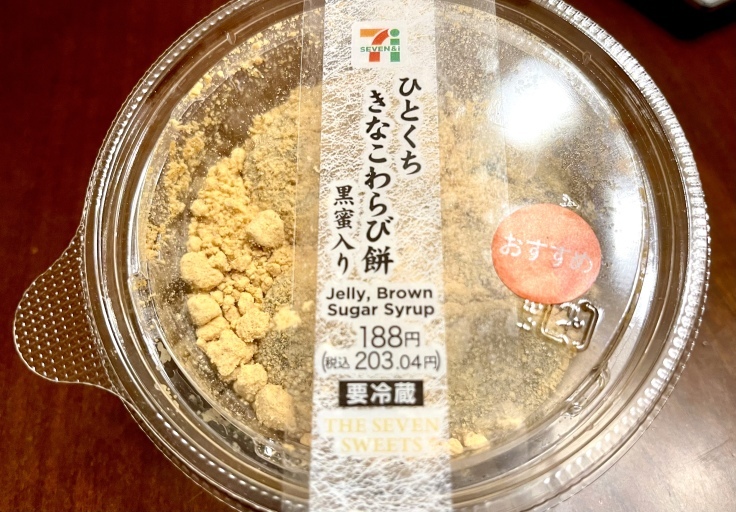 SEVEN&i
ひとくち
きなこわらび餅
黒蜜入り
Jelly, Brown
Sugar Syrup
188円
(税込203.04円)
要冷蔵
THE SEVEN
SWEETS
おすすめ